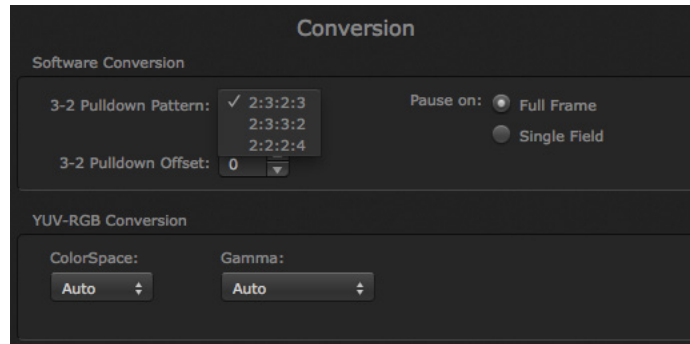 Conversion
Software Conversion
3-2 Pulldown Pattern: ✓ 2:3:2:3 Pause on: Full Frame
2:3:3:2
Single Field
2:2:2:4
3-2 Pulldown Offset: 0
YUV-RGB Conversion
ColorSpace: Gamma:
Auto Auto